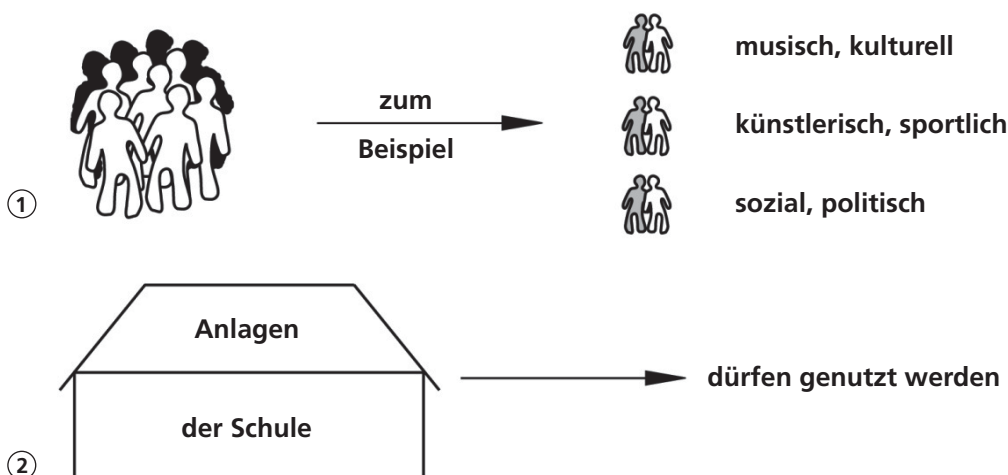 musisch, kulturell
zum
Beispiel
künstlerisch, sportlich
sozial, politisch
①
Anlagen
der Schule
dürfen genutzt werden
②